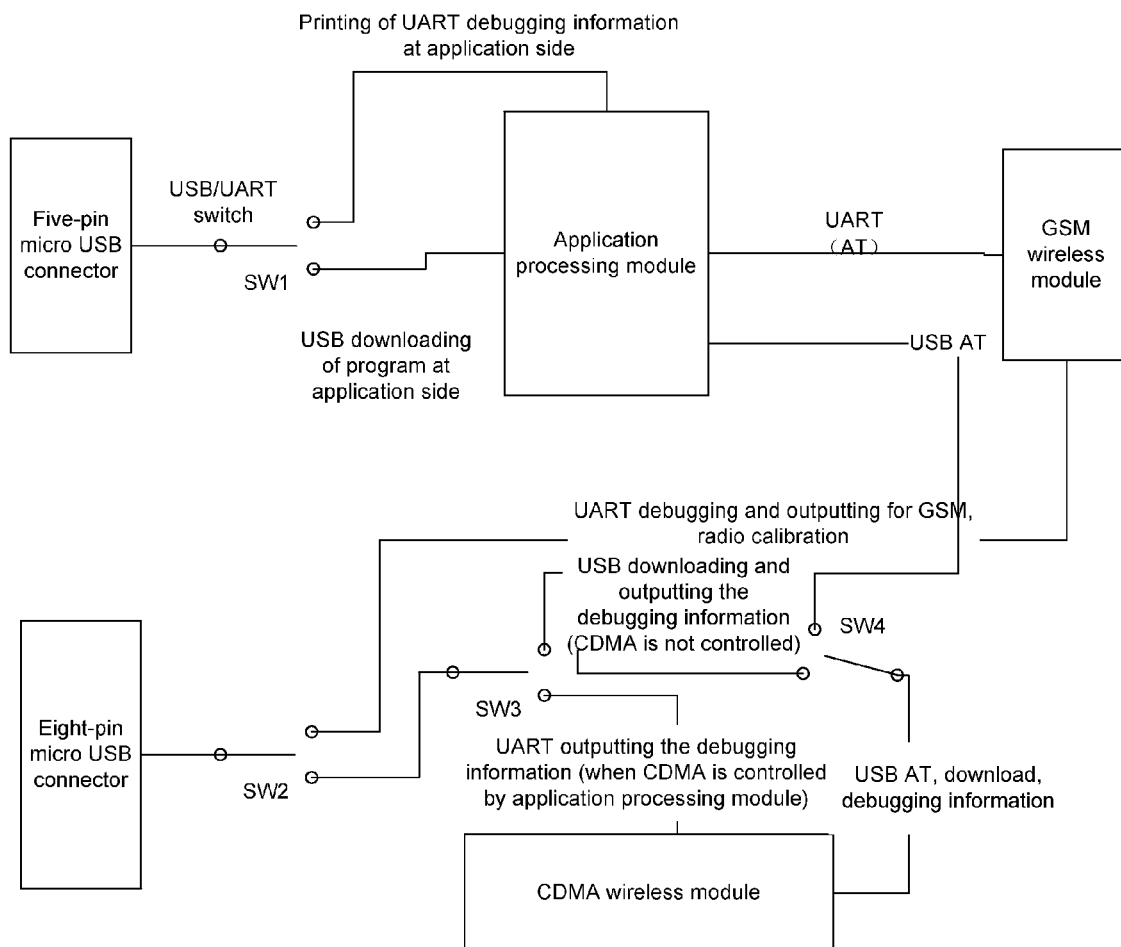 Printing of UART debugging information
at application side
Five-pin
micro USB
connector
USB/UART
switch
SW1
USB downloading
of program at
application side
Application
processing module
UART
（AT）
USB AT
GSM
wireless
module
UART debugging and outputting for GSM,
radio calibration
USB downloading and
outputting the
debugging information
(CDMA is not controlled)
SW4
SW3
Eight-pin
micro USB
connector
SW2
UART outputting the debugging
information (when CDMA is controlled
by application processing module)
USB AT, download,
debugging information
CDMA wireless module